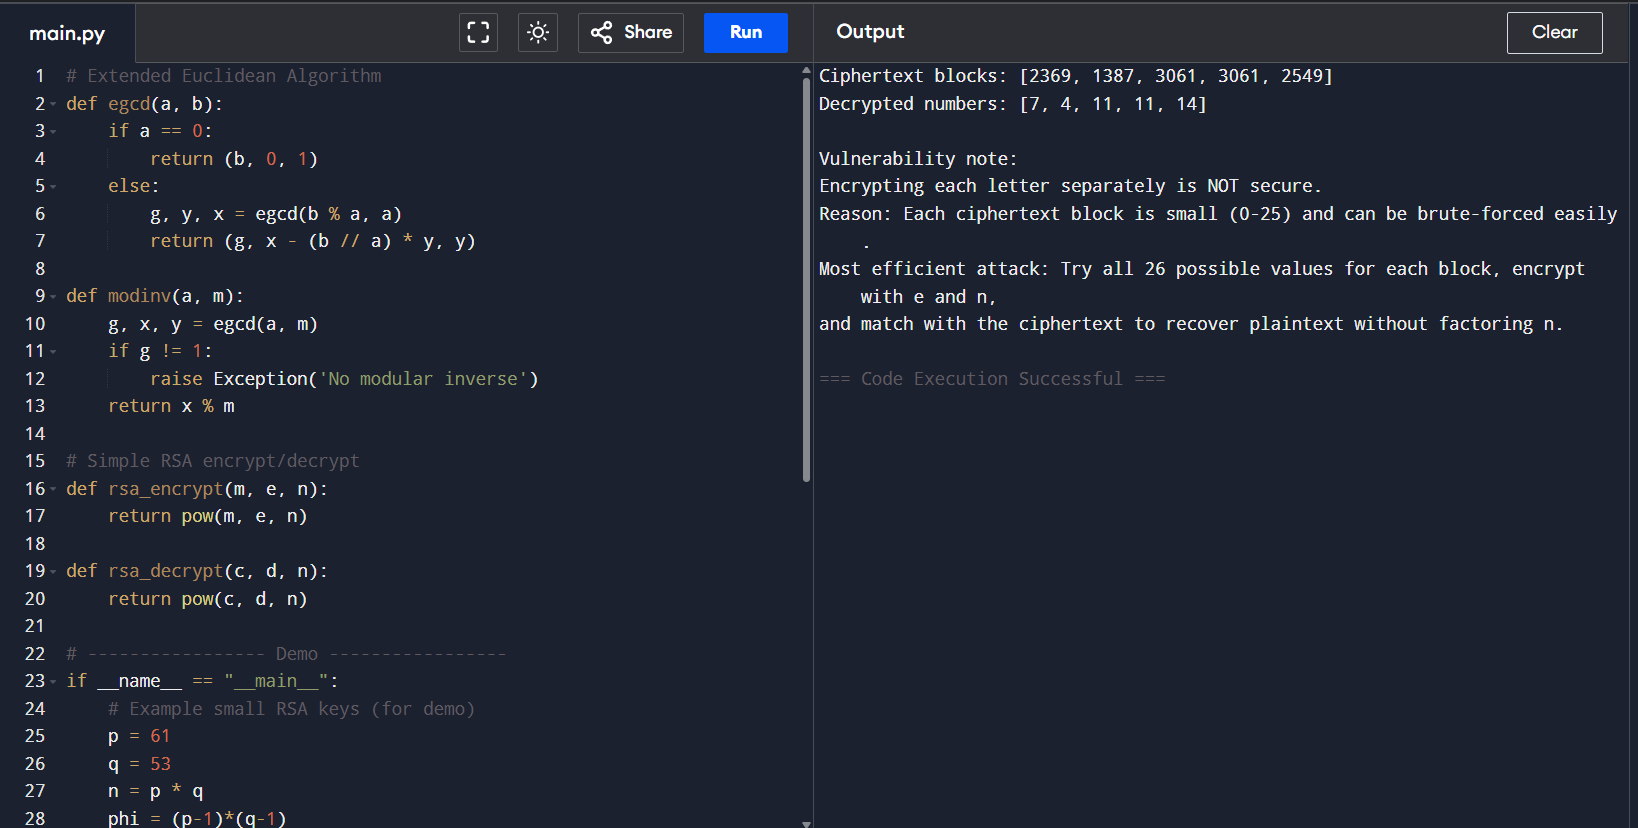 main.py
Share
Run
Output
Clear
1 # Extended Euclidean Algorithm
2 def egcd(a, b):
3     if a == 0:
4         return (b, 0, 1)
5     else:
6         g, y, x = egcd(b % a, a)
7         return (g, x - (b // a) * y, y)
8
9 def modinv(a, m):
10     g, x, y = egcd(a, m)
11     if g != 1:
12         raise Exception('No modular inverse')
13     return x % m
14
15 # Simple RSA encrypt/decrypt
16 def rsa_encrypt(m, e, n):
17     return pow(m, e, n)
18
19 def rsa_decrypt(c, d, n):
20     return pow(c, d, n)
21
22 # ----------------- Demo -----------------
23 if __name__ == "__main__":
24     # Example small RSA keys (for demo)
25     p = 61
26     q = 53
27     n = p * q
28     phi = (p-1)*(q-1)
Ciphertext blocks: [2369, 1387, 3061, 3061, 2549]
Decrypted numbers: [7, 4, 11, 11, 14]

Vulnerability note:
Encrypting each letter separately is NOT secure.
Reason: Each ciphertext block is small (0-25) and can be brute-forced easily
    .
Most efficient attack: Try all 26 possible values for each block, encrypt
    with e and n,
and match with the ciphertext to recover plaintext without factoring n.

=== Code Execution Successful ===